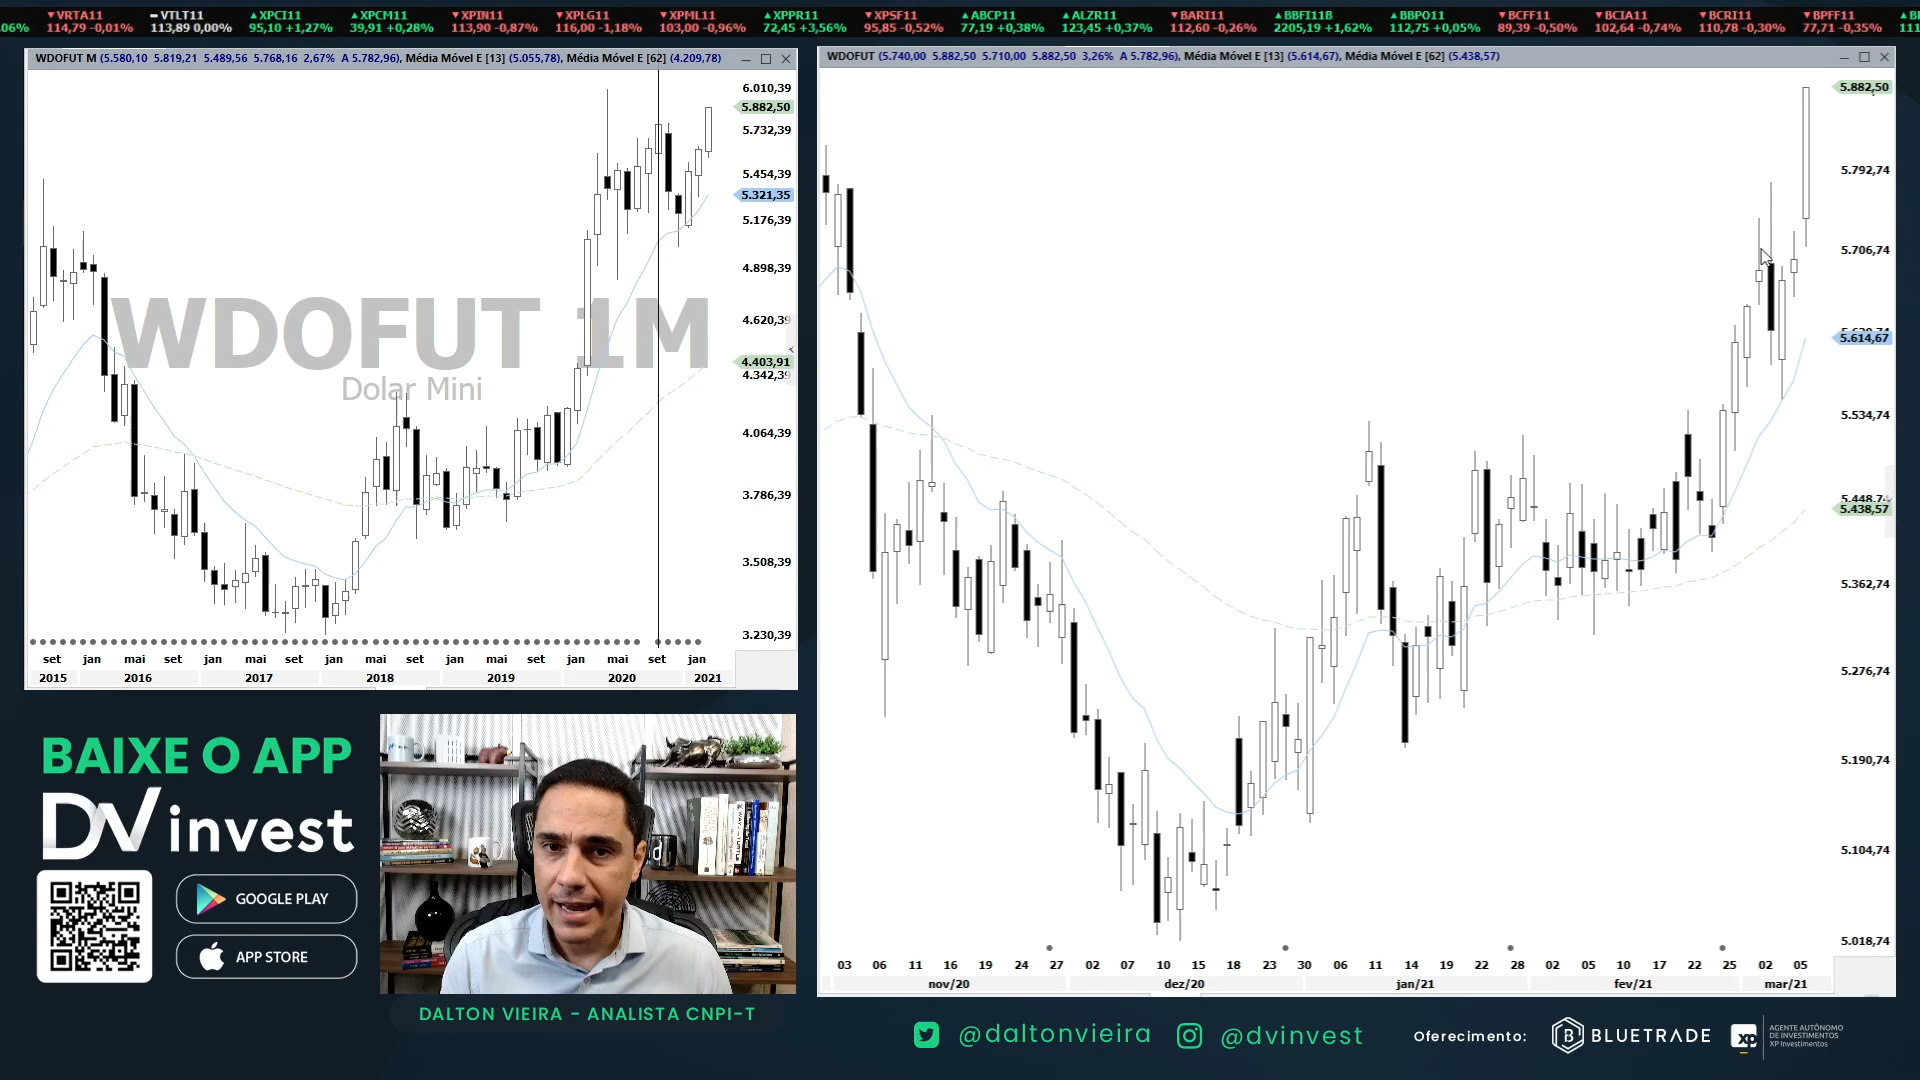 ,06% ▼VRTA11 114,79 -0,01% VTLT11 113,89 0,00% ▲XPCI11 95,10 +1,27% ▲XPCM11 39,91 +0,28% ▼XPIN11 113,90 -0,87% ▼XPLG11 116,00 -1,18% ▼XPML11 103,00 -0,96% ▲XPPR11 72,45 +3,56% ▼XPSF11 95,85 -0,52% ▲ABCP11 77,19 +0,38% ▲ALZR11 123,45 +0,37% ▼BARI11 112,60 -0,26% ▲BBFI11B 2205,19 +1,62% ▲BBPO11 112,75 +0,05% ▼BCFF11 89,39 -0,50% ▼BCIA11 102,64 -0,74% ▼BCRI11 110,78 -0,30% ▼BPFF11 77,71 -0,35%
WDOFUT M (5.580,10 5.819,21 5.489,56 5.768,16 2,67% A 5.782,96), Média Móvel E [13] (5.055,78), Média Móvel E [62] (4.209,78)
6.010,39
5.882,50
5.732,39
5.454,39
5.321,35
5.176,39
4.898,39
4.620,39
4.403,91
4.342,39
4.064,39
3.786,39
3.508,39
3.230,39
WDOFUT 1M
Dolar Mini
set jan mai set jan mai set jan mai set jan mai set jan mai set jan
2015 2016 2017 2018 2019 2020 2021
WDOFUT (5.740,00 5.882,50 5.710,00 5.882,50 3,26% A 5.782,96), Média Móvel E [13] (5.614,67), Média Móvel E [62] (5.438,57)
5.882,50
5.792,74
5.706,74
5.614,67
5.534,74
5.448,74
5.438,57
5.362,74
5.276,74
5.190,74
5.104,74
5.018,74
03 06 11 16 19 24 27 02 07 10 15 18 23 30 06 11 14 19 22 28 02 05 10 17 22 25 02 05
nov/20 dez/20 jan/21 fev/21 mar/21
BAIXE O APP
DV invest
GOOGLE PLAY
APP STORE
DALTON VIEIRA - ANALISTA CNPI-T
@daltonvieira @dvinvest
Oferecimento: BLUETRADE
xp
AGENTE AUTÔNOMO
DE INVESTIMENTOS
XP Investimentos